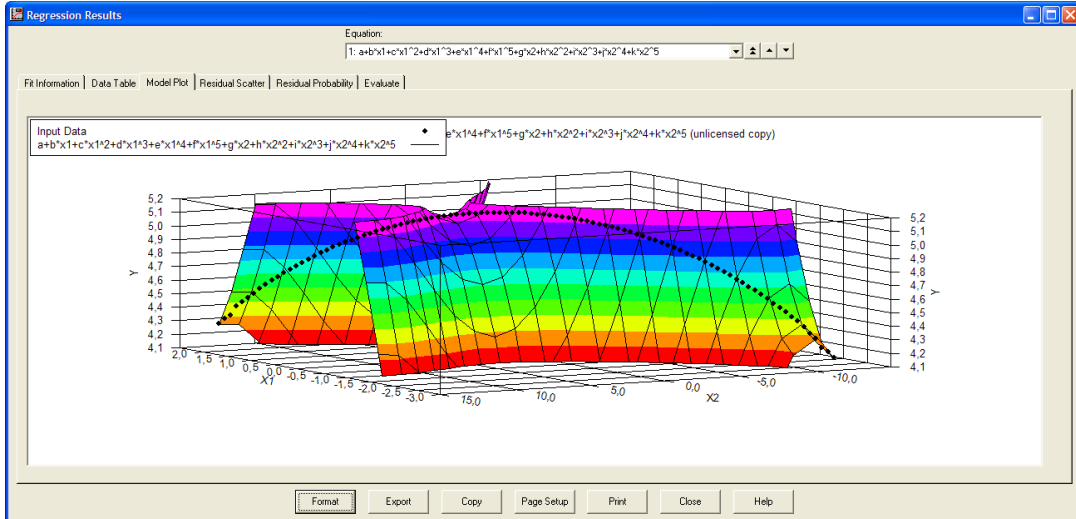 Regression Results
Equation:
1: a+b*x1+c*x1^2+d*x1^3+e*x1^4+f*x1^5+g*x2+h*x2^2+i*x2^3+j*x2^4+k*x2^5
Fit Information Data Table Model Plot Residual Scatter Residual Probability Evaluate
Input Data
e*x1^4+f*x1^5+g*x2+h*x2^2+i*x2^3+j*x2^4+k*x2^5 (unlicensed copy)
a+b*x1+c*x1^2+d*x1^3+e*x1^4+f*x1^5+g*x2+h*x2^2+i*x2^3+j*x2^4+k*x2^5
5,2
5,1
5,0
4,9
4,8
4,7
4,6
4,5
4,4
4,3
4,2
4,1
Y
2,0 1,5 1,0 0,5 0,0 -0,5 -1,0 -1,5 -2,0 -2,5 -3,0
X1
15,0 10,0 5,0 0,0 -5,0 -10,0
X2
5,2
5,1
5,0
4,9
4,8
4,7
4,6
4,5
4,4
4,3
4,2
4,1
Y
Format Export Copy Page Setup Print Close Help